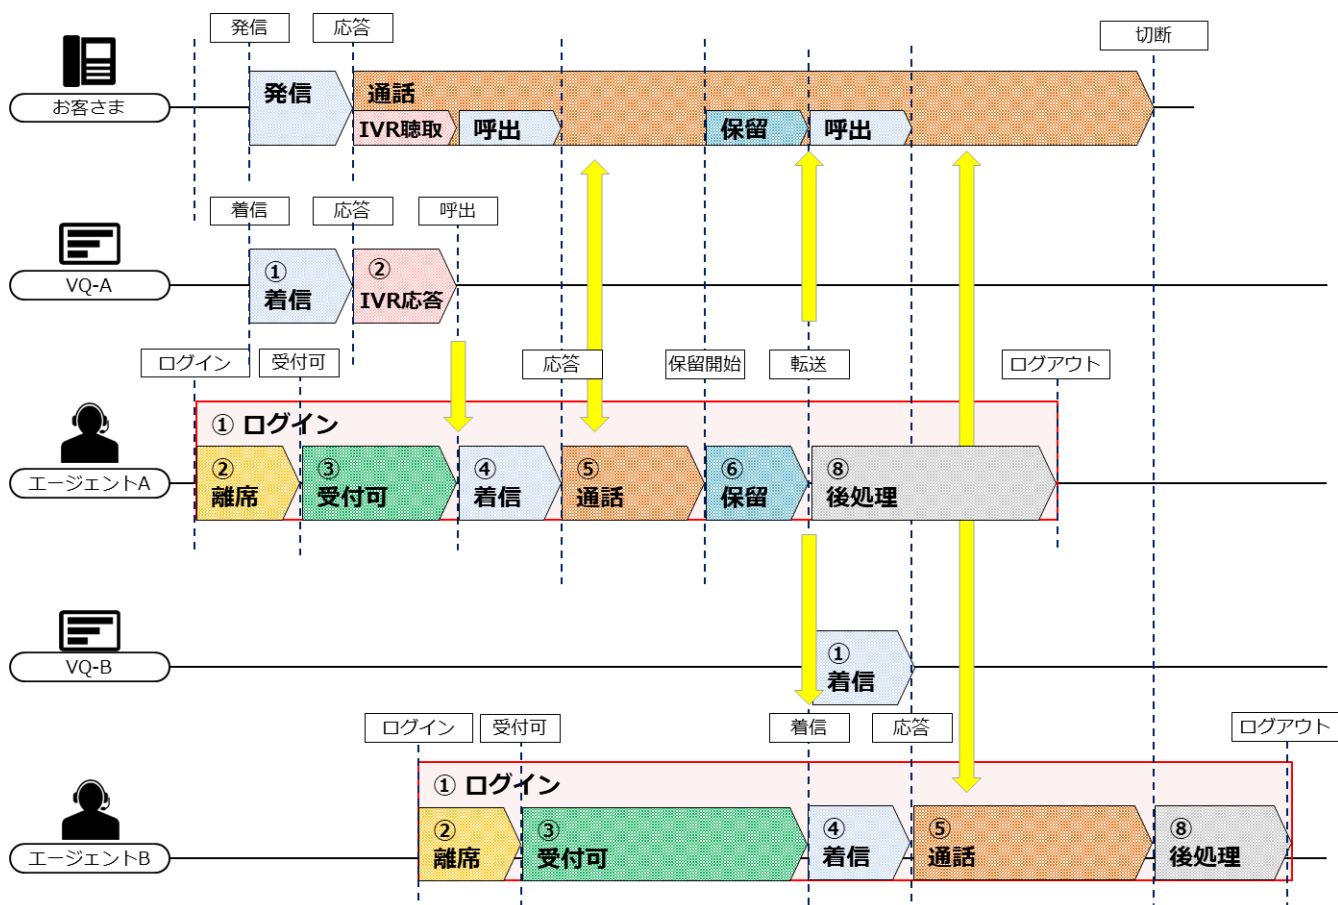 発信
応答
切断
お客さま
発信
通話
IVR聴取
呼出
保留
呼出
着信
応答
呼出
VQ-A
①
着信
②
IVR応答
ログイン
受付可
応答
保留開始
転送
ログアウト
エージェントA
① ログイン
②
離席
③
受付可
④
着信
⑤
通話
⑥
保留
⑧
後処理
VQ-B
①
着信
ログイン
受付可
着信
応答
ログアウト
エージェントB
① ログイン
②
離席
③
受付可
④
着信
⑤
通話
⑧
後処理